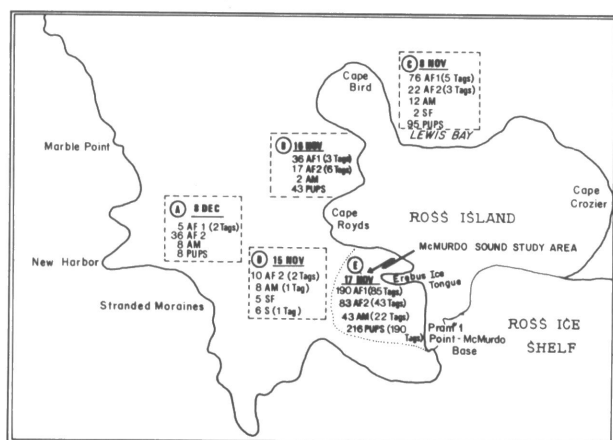 C 8 NOV
76 AF1 (5 Tags)
22 AF2 (3 Tags)
12 AM
2 SF
95 PUPS
LEWIS BAY
Cape
Bird
Marble Point
16 NOV
36 AF1 (3 Tags)
17 AF2 (6 Tags)
2 AM
43 PUPS
Cape
Crozier
A 8 DEC
5 AF 1 (2 Tags)
36 AF 2
8 AM
8 PUPS
Cape
Royds
ROSS ISLAND
McMURDO SOUND STUDY AREA
New Harbor
D 15 NOV
10 AF 2 (2 Tags)
8 AM (1 Tag)
5 SF
6 S (1 Tag)
E
17 NOV
190 AF1 (85 Tags)
83 AF2 (43 Tags)
43 AM (22 Tags)
216 PUPS (190
Tags)
Erebus Ice
Tongue
Stranded Moraines
Pram 1
Point - McMurdo
Base
ROSS ICE
SHELF